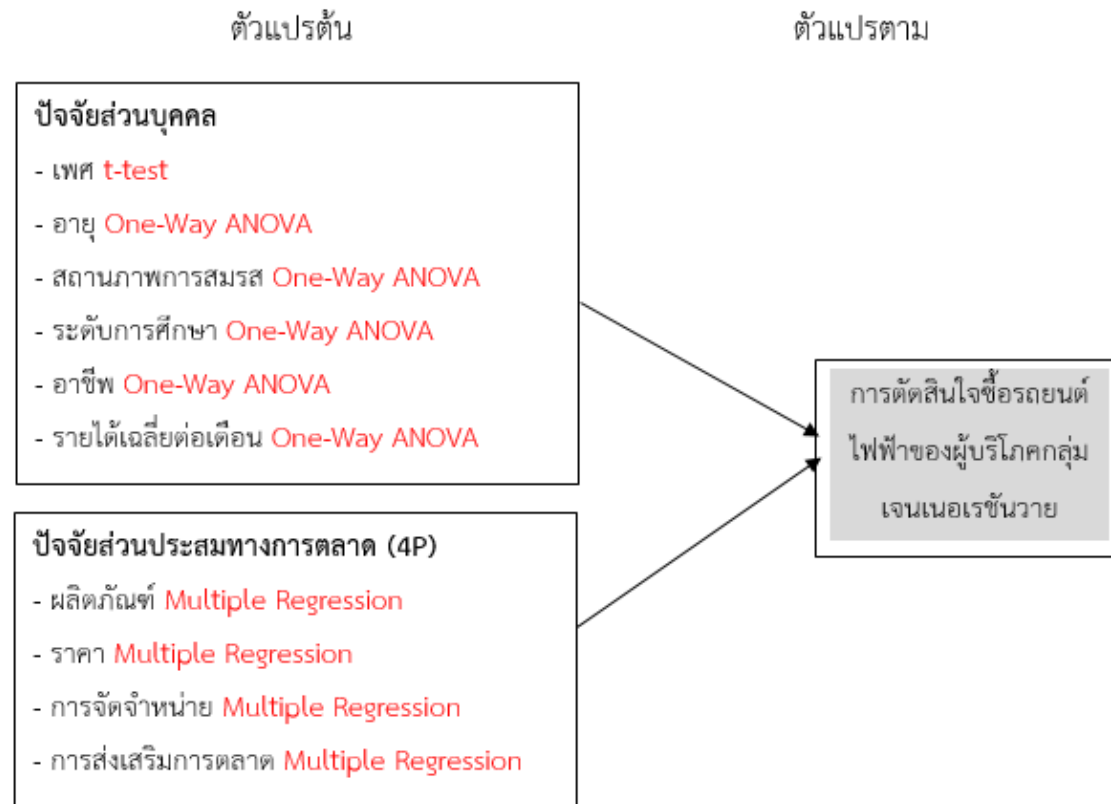 ตัวแปรต้น
ตัวแปรตาม
ปัจจัยส่วนบุคคล
- เพศ t-test
- อายุ One-Way ANOVA
- สถานภาพการสมรส One-Way ANOVA
- ระดับการศึกษา One-Way ANOVA
- อาชีพ One-Way ANOVA
- รายได้เฉลี่ยต่อเดือน One-Way ANOVA
ปัจจัยส่วนประสมทางการตลาด (4P)
- ผลิตภัณฑ์ Multiple Regression
- ราคา Multiple Regression
- การจัดจำหน่าย Multiple Regression
- การส่งเสริมการตลาด Multiple Regression
การตัดสินใจซื้อรถยนต์
ไฟฟ้าของผู้บริโภคกลุ่ม
เจนเนอเรชันวาย